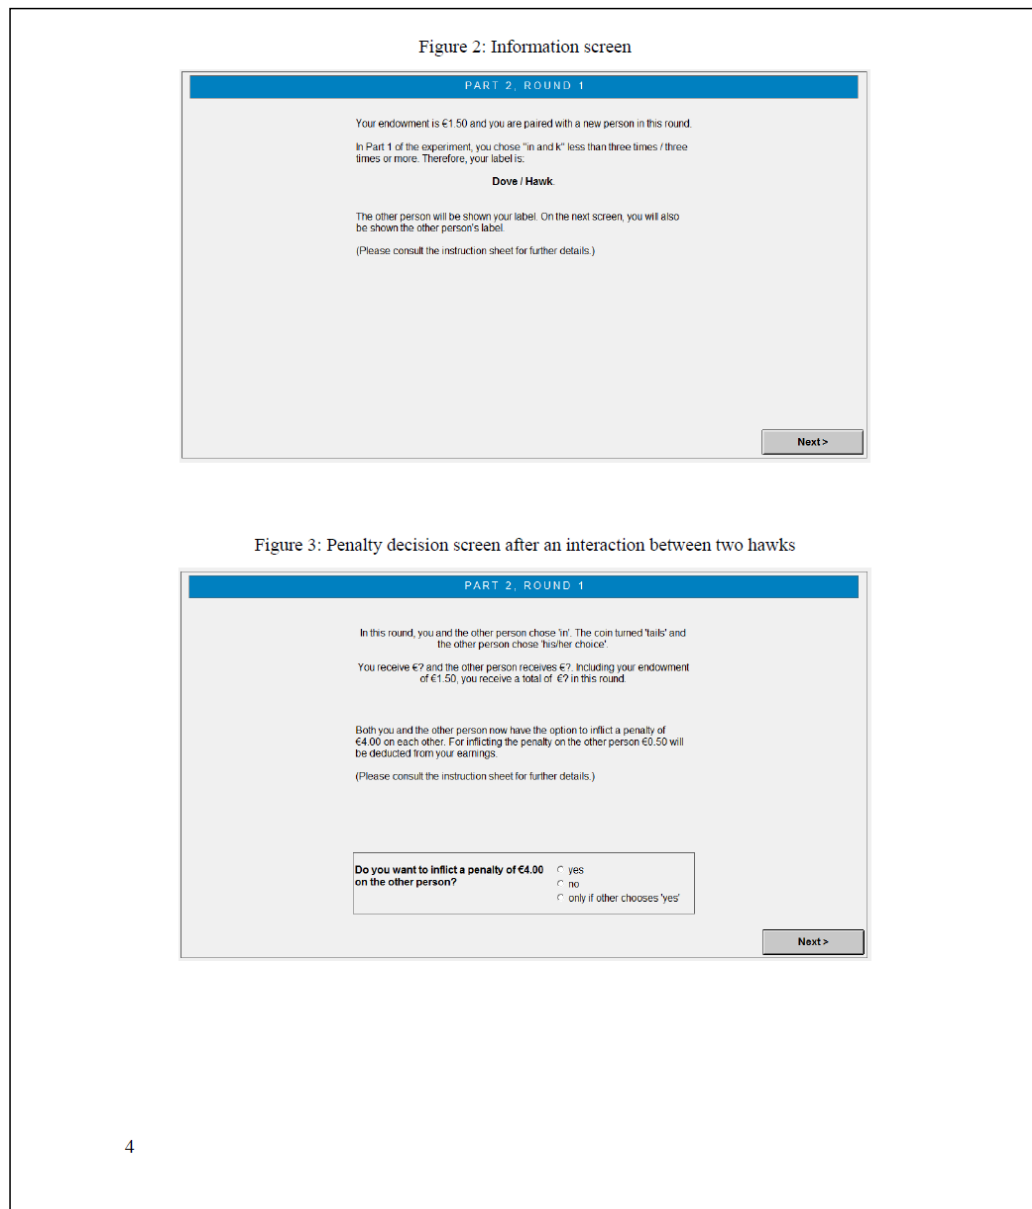 Figure 2: Information screen
PART 2, ROUND 1
Your endowment is €1.50 and you are paired with a new person in this round.
In Part 1 of the experiment, you chose "in and k" less than three times / three
times or more. Therefore, your label is:
Dove / Hawk.
The other person will be shown your label. On the next screen, you will also
be shown the other person's label.
(Please consult the instruction sheet for further details.)
Next >
Figure 3: Penalty decision screen after an interaction between two hawks
PART 2, ROUND 1
In this round, you and the other person chose 'in'. The coin turned 'tails' and
the other person chose 'his/her choice'.
You receive €? and the other person receives €?. Including your endowment
of €1.50, you receive a total of €? in this round.
Both you and the other person now have the option to inflict a penalty of
€4.00 on each other. For inflicting the penalty on the other person €0.50 will
be deducted from your earnings.
(Please consult the instruction sheet for further details.)
Do you want to inflict a penalty of €4.00 yes
on the other person? no
only if other chooses 'yes'
Next >
4